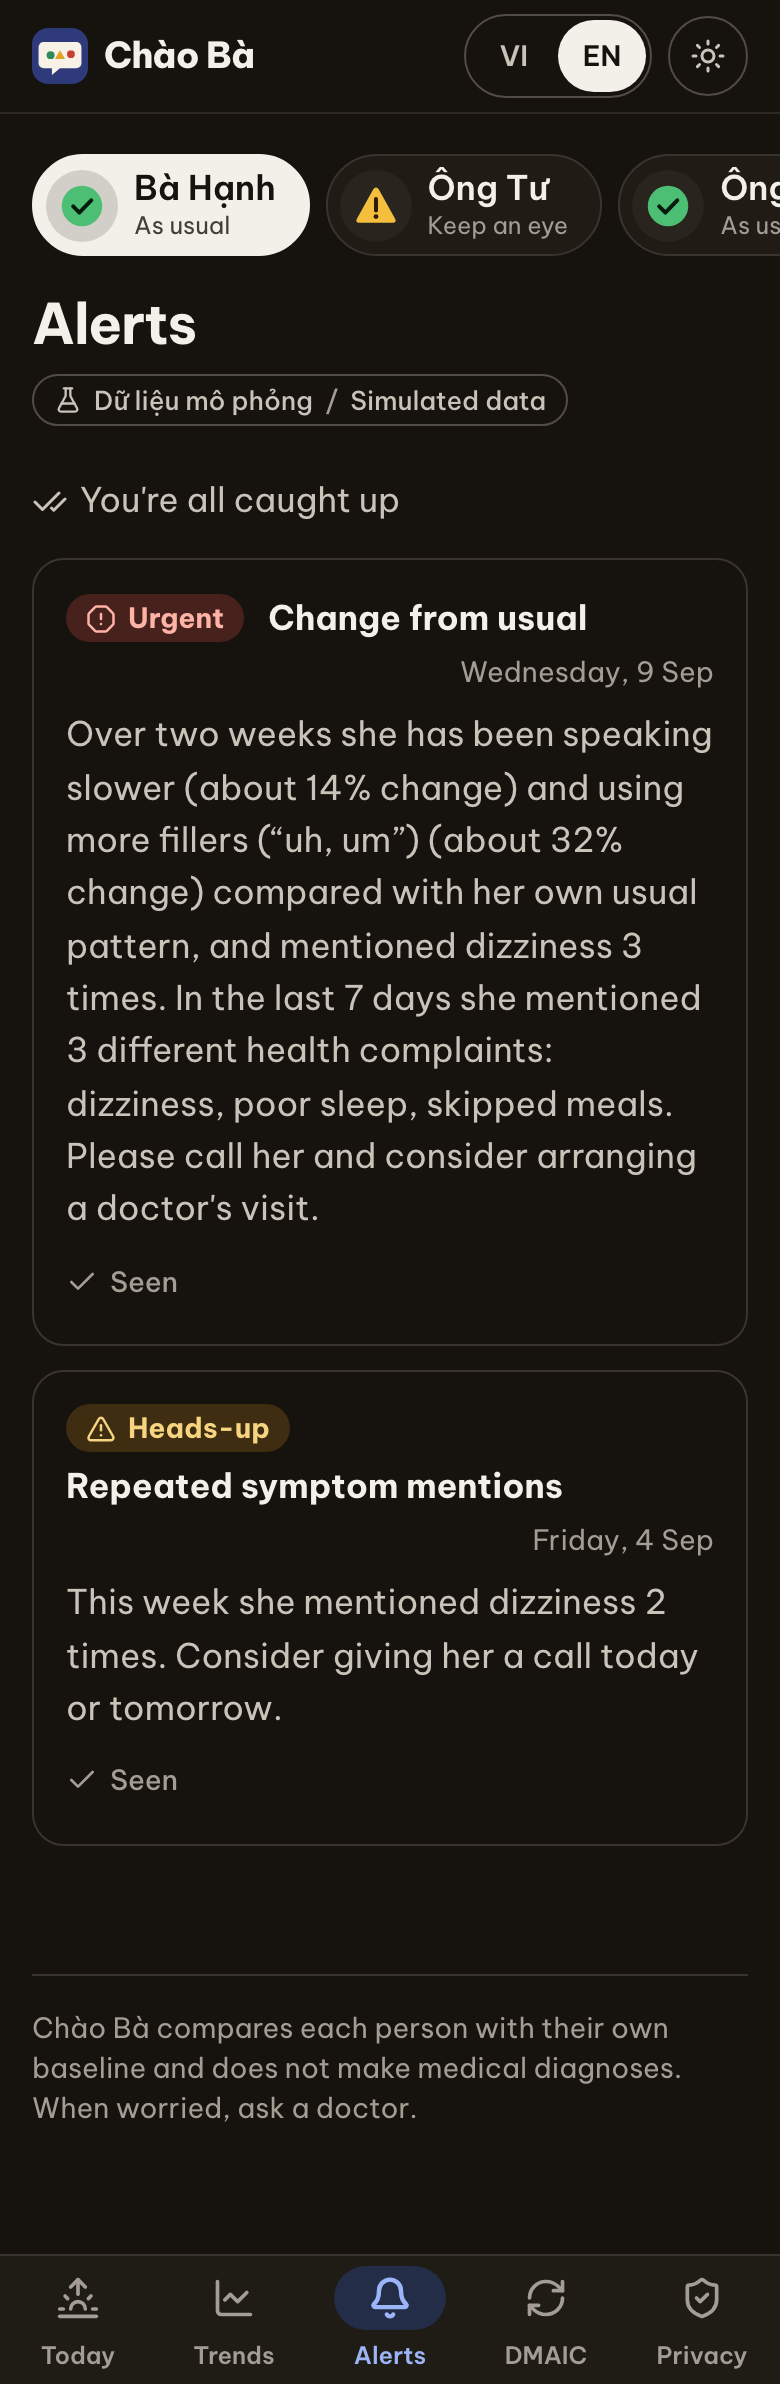 Chào Bà
VI
EN
Bà Hạnh
As usual
Ông Tư
Keep an eye
Ông
As us
Alerts
Dữ liệu mô phỏng / Simulated data
You're all caught up
Urgent
Change from usual
Wednesday, 9 Sep
Over two weeks she has been speaking
slower (about 14% change) and using
more fillers (“uh, um”) (about 32%
change) compared with her own usual
pattern, and mentioned dizziness 3
times. In the last 7 days she mentioned
3 different health complaints:
dizziness, poor sleep, skipped meals.
Please call her and consider arranging
a doctor's visit.
Seen
Heads-up
Repeated symptom mentions
Friday, 4 Sep
This week she mentioned dizziness 2
times. Consider giving her a call today
or tomorrow.
Seen
Chào Bà compares each person with their own
baseline and does not make medical diagnoses.
When worried, ask a doctor.
Today
Trends
Alerts
DMAIC
Privacy